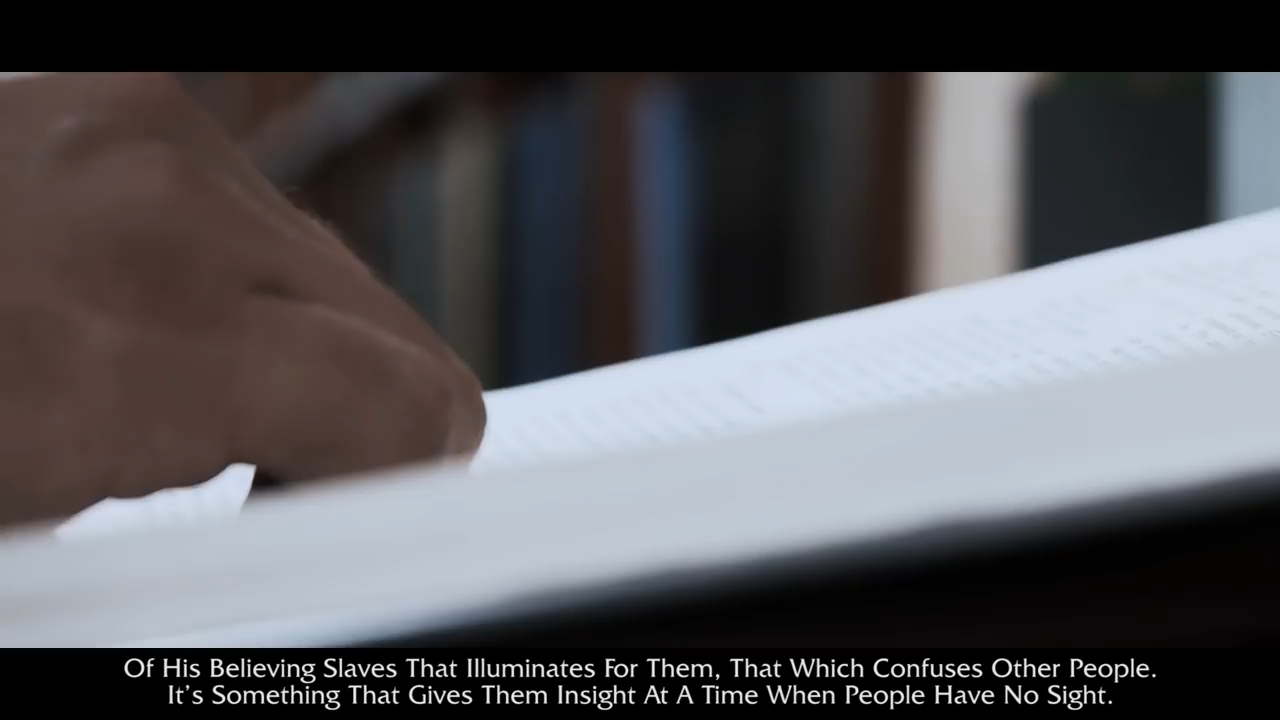 Of His Believing Slaves That Illuminates For Them, That Which Confuses Other People.
It's Something That Gives Them Insight At A Time When People Have No Sight.